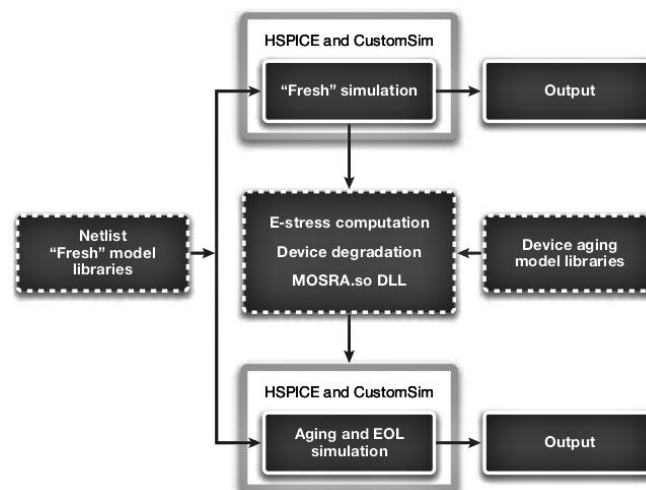 HSPICE and CustomSim
“Fresh” simulation
Output
Netlist
“Fresh” model
libraries
E-stress computation
Device degradation
MOSRA.so DLL
Device aging
model libraries
HSPICE and CustomSim
Aging and EOL
simulation
Output